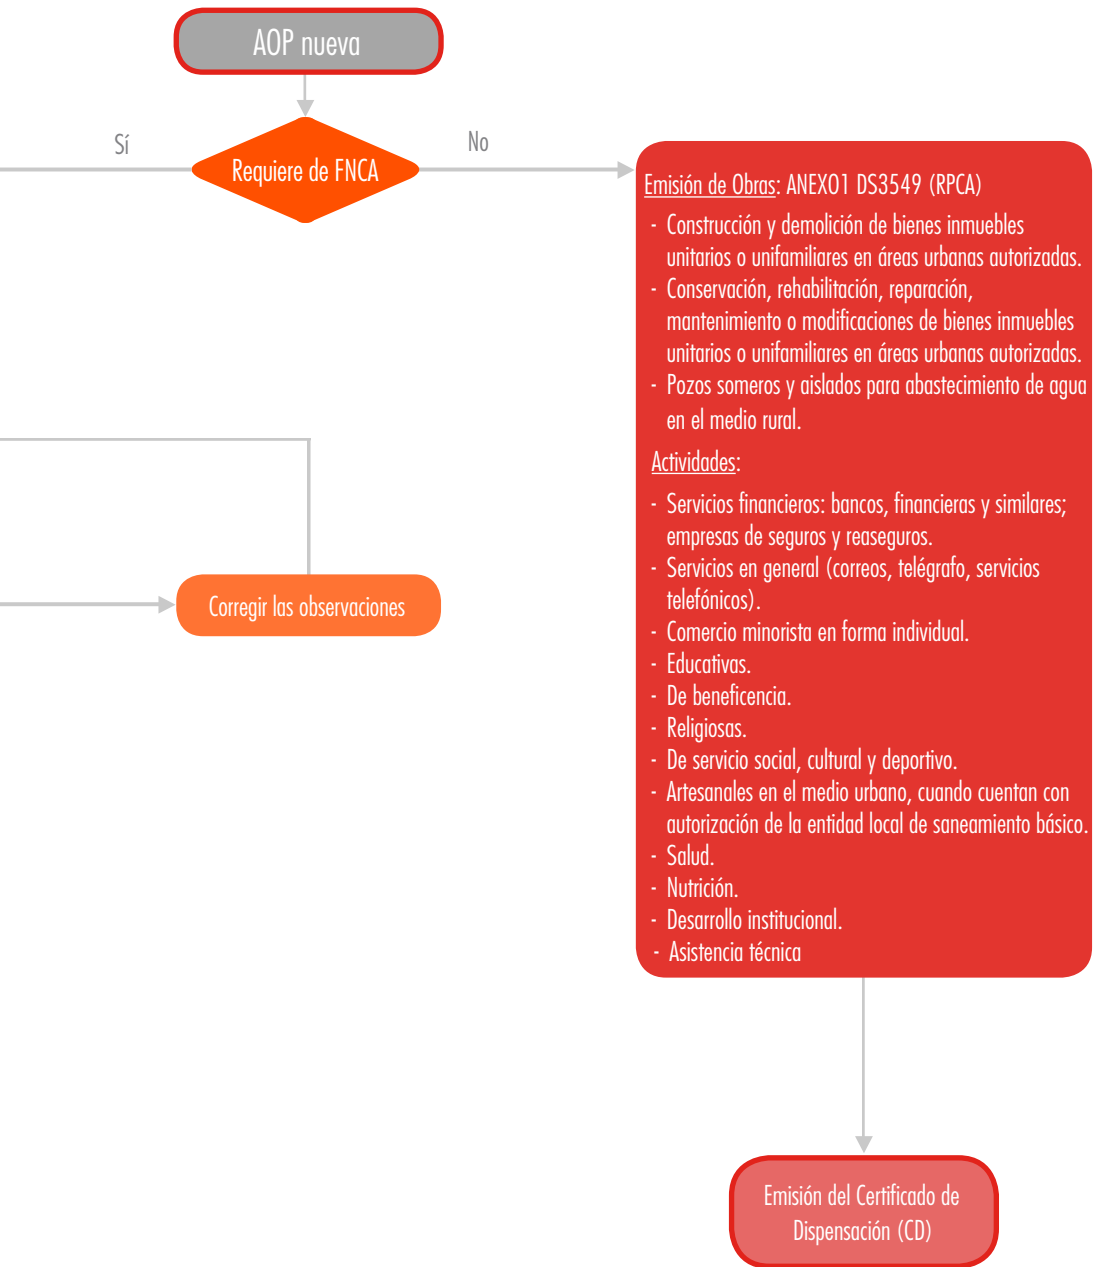 AOP nueva
Sí
No
Requiere de FNCA
Emisión de Obras: ANEXO1 DS3549 (RPCA)
- Construcción y demolición de bienes inmuebles
unitarios o unifamiliares en áreas urbanas autorizadas.
- Conservación, rehabilitación, reparación,
mantenimiento o modificaciones de bienes inmuebles
unitarios o unifamiliares en áreas urbanas autorizadas.
- Pozos someros y aislados para abastecimiento de agua
en el medio rural.
Actividades:
- Servicios financieros: bancos, financieras y similares;
empresas de seguros y reaseguros.
- Servicios en general (correos, telégrafo, servicios
telefónicos).
- Comercio minorista en forma individual.
- Educativas.
- De beneficencia.
- Religiosas.
- De servicio social, cultural y deportivo.
- Artesanales en el medio urbano, cuando cuentan con
autorización de la entidad local de saneamiento básico.
- Salud.
- Nutrición.
- Desarrollo institucional.
- Asistencia técnica
Corregir las observaciones
Emisión del Certificado de
Dispensación (CD)